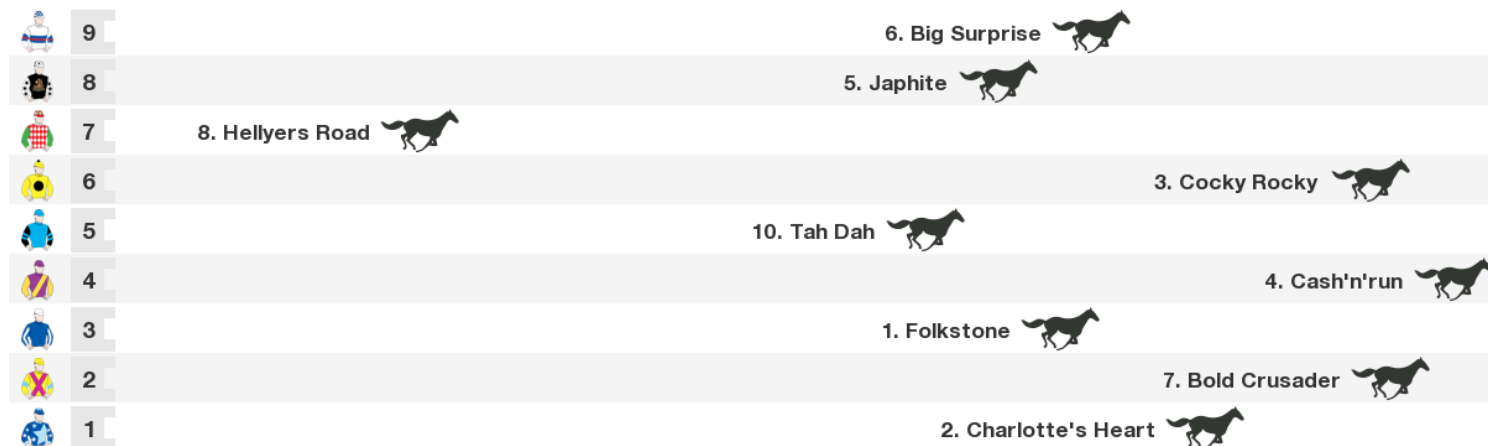 9 6. Big Surprise
8 5. Japhite
7 8. Hellyers Road
6 3. Cocky Rocky
5 10. Tah Dah
4 4. Cash'n'run
3 1. Folkstone
2 7. Bold Crusader
1 2. Charlotte's Heart